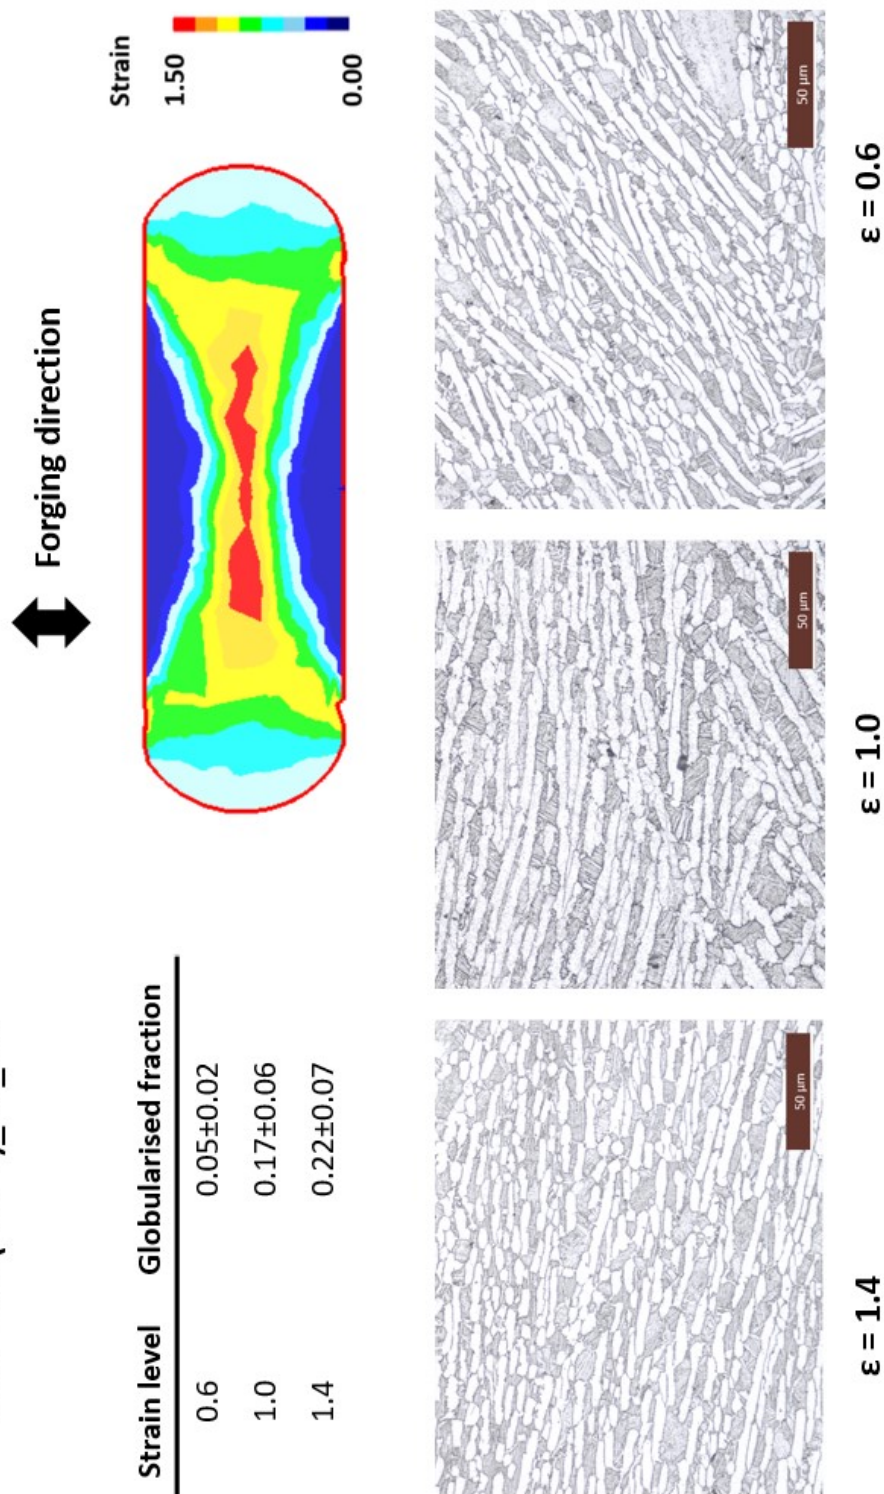 Forging direction
Strain
1.50
0.00
Strain level Globularised fraction
0.6 0.05±0.02
1.0 0.17±0.06
1.4 0.22±0.07
50 µm
50 µm
50 µm
ε = 1.4
ε = 1.0
ε = 0.6